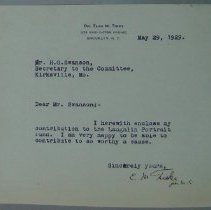 May 29, 1923.
Mr. H.G. Swanson,
Secretary to the Committee,
Kirksville, Mo.
Dear Mr. Swanson:-
I herewith enclose my
contribution to the Laughlin Portrait
Fund. I am very happy to be able to
contribute to so worthy a cause.
Sincerely yours,